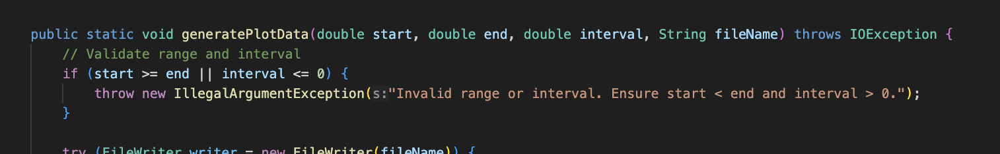 public static void generatePlotData(double start, double end, double interval, String fileName) throws IOException {
// Validate range and interval
if (start >= end || interval <= 0) {
throw new IllegalArgumentException(s:"Invalid range or interval. Ensure start < end and interval > 0.");
}
try (FileWriter writer = new FileWriter(fileName)) {